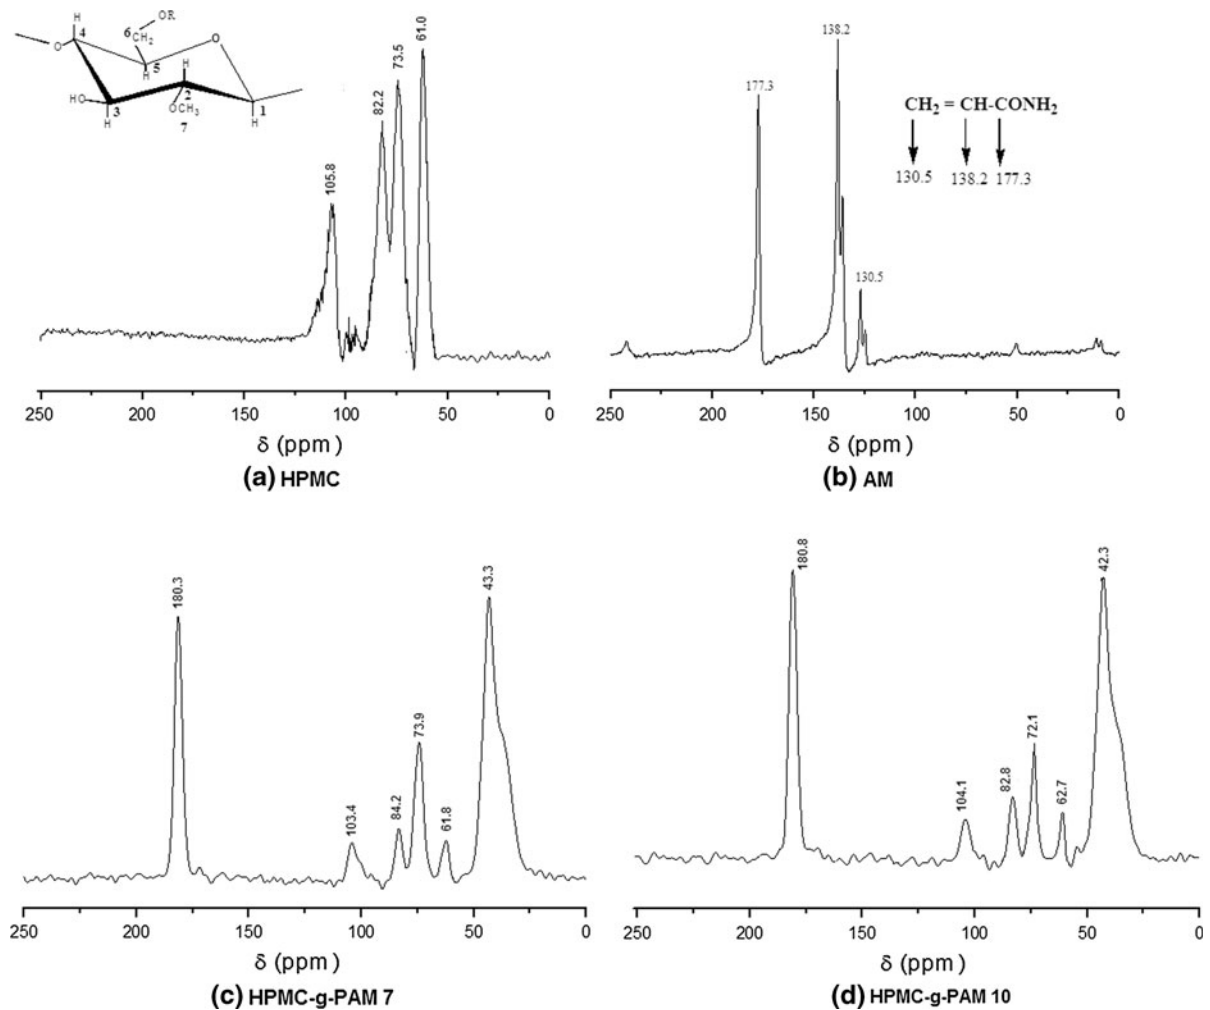 OR
6
CH₂
H
4
O
O
5
H
H
2
HO
3
H
OCH₃
7
1
H
105.8
82.2
73.5
61.0
250 200 150 100 50 0
δ (ppm)
(a) HPMC
177.3
138.2
130.5
CH₂ = CH-CONH₂
130.5 138.2 177.3
250 200 150 100 50 0
δ (ppm)
(b) AM
180.3
103.4
84.2
73.9
61.8
43.3
250 200 150 100 50 0
δ (ppm)
(c) HPMC-g-PAM 7
180.8
104.1
82.8
72.1
62.7
42.3
250 200 150 100 50 0
δ (ppm)
(d) HPMC-g-PAM 10